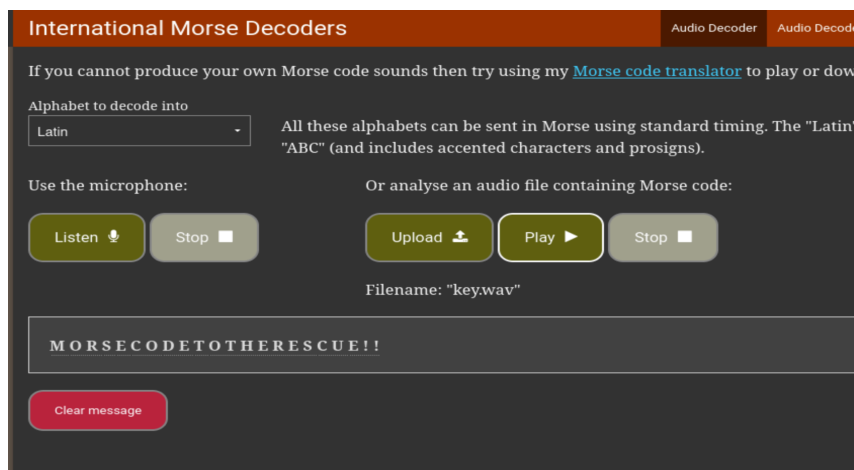 International Morse Decoders
Audio Decoder
If you cannot produce your own Morse code sounds then try using my Morse code translator to play or
Alphabet to decode into
Latin
All these alphabets can be sent in Morse using standard timing. The "Latin"
"ABC" (and includes accented characters and prosigns).
Use the microphone:
Or analyse an audio file containing Morse code:
Listen
Stop
Upload
Play
Stop
Filename: "key.wav"
M O R S E C O D E T O T H E R E S C U E ! !
Clear message